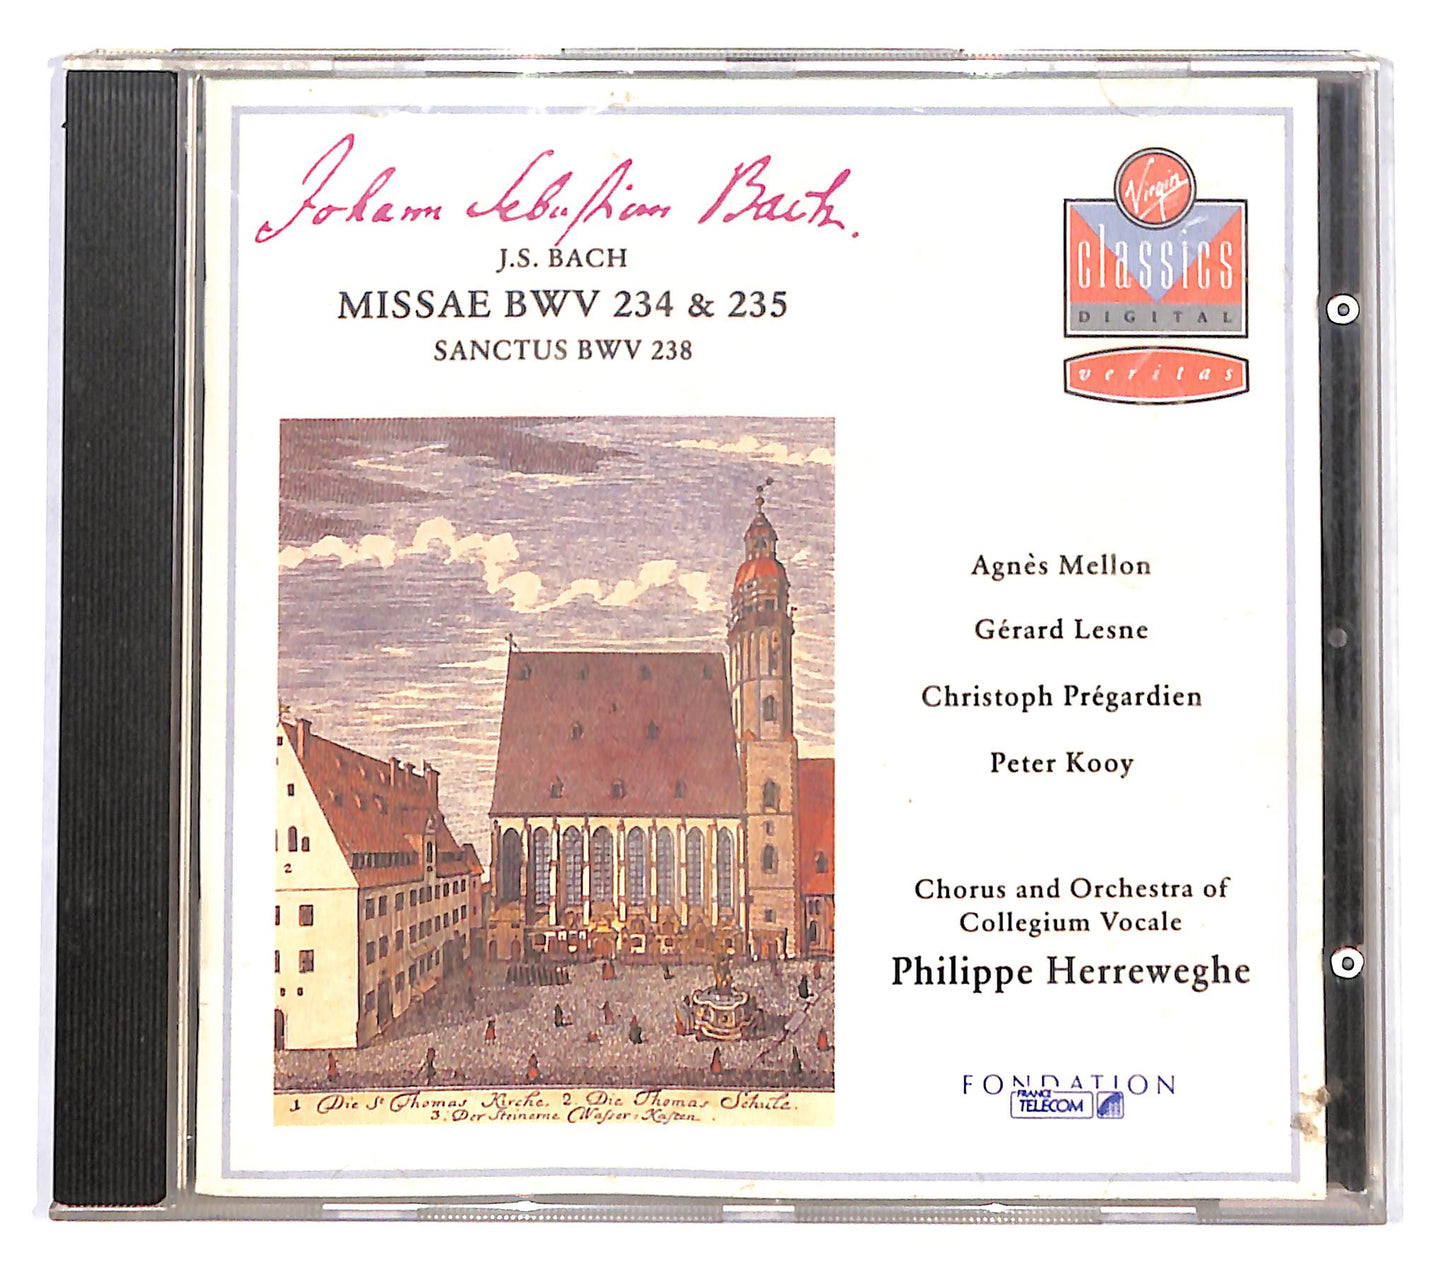 Johann Sebastian Bach.
J.S. BACH
MISSAE BWV 234 & 235
SANCTUS BWV 238
Virgin
classics
DIGITAL
veritas
Agnès Mellon
Gérard Lesne
Christoph Prégardien
Peter Kooy
Chorus and Orchestra of
Collegium Vocale
Philippe Herreweghe
FONDATION
FRANCE
TELECOM
2
1 Die St Thomas Kirche. 2. Die Thomas Schule.
3. Der Steinerne Wasser-Kasten.